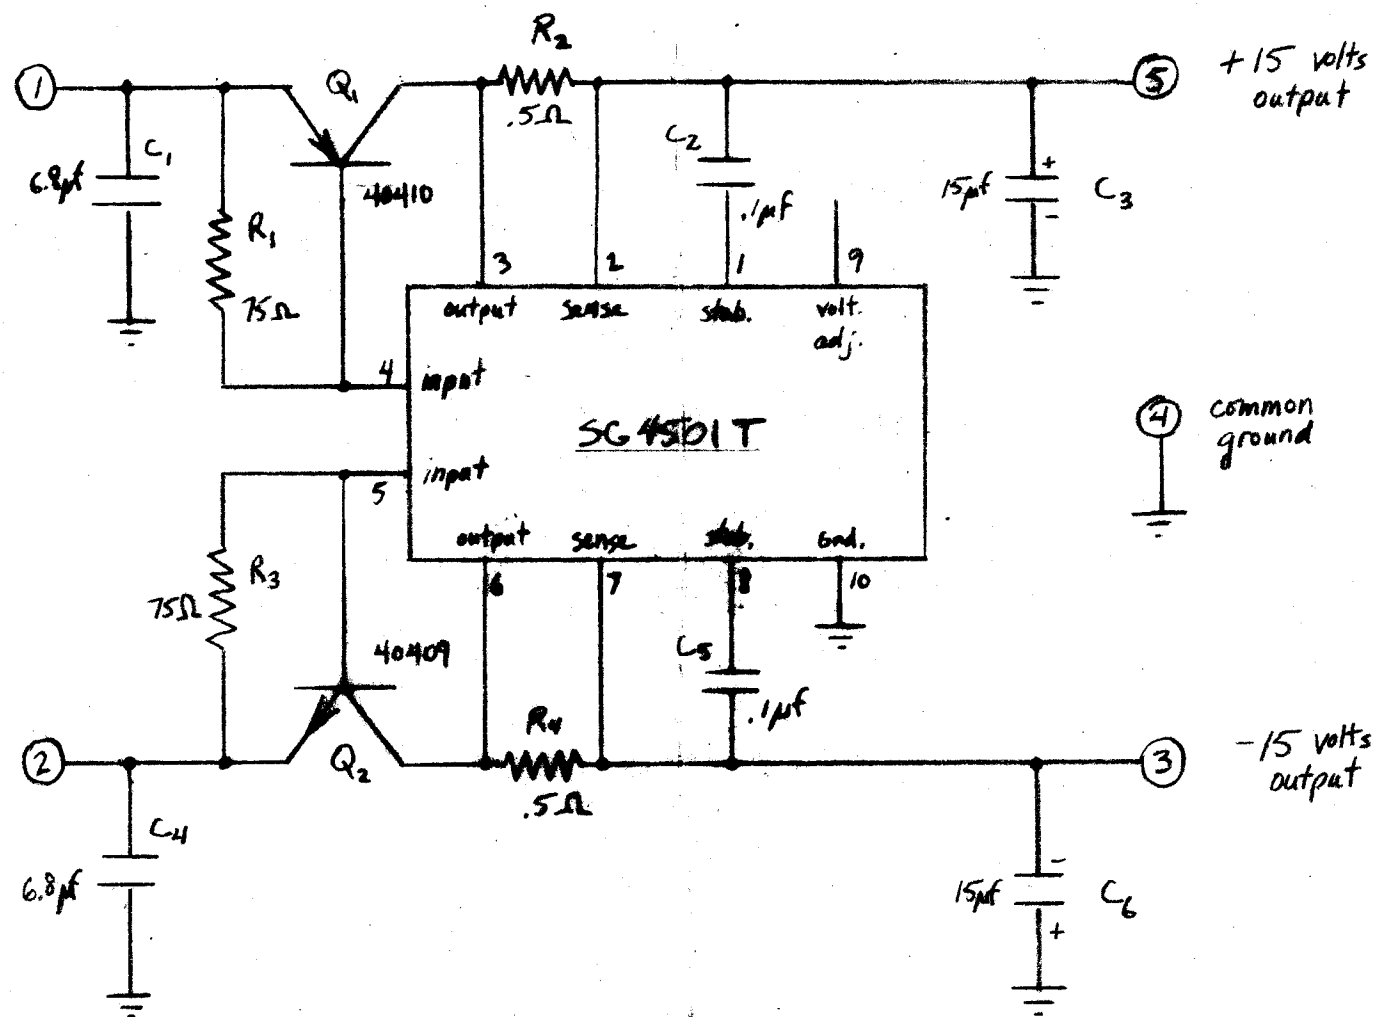 R2
1
Q1
5
+15 volts
output
.5Ω
C1
6.8µf
40410
C2
.1µf
15µf
+
−
C3
R1
75Ω
3
2
1
9
output
sense
stab.
volt.
adj.
4
input
SG4501T
4
common
ground
input
5
output
sense
stab.
Gnd.
6
7
8
10
R3
75Ω
40409
C5
.1µf
R4
2
Q2
.5Ω
3
-15 volts
output
C4
6.8µf
15µf
−
+
C6